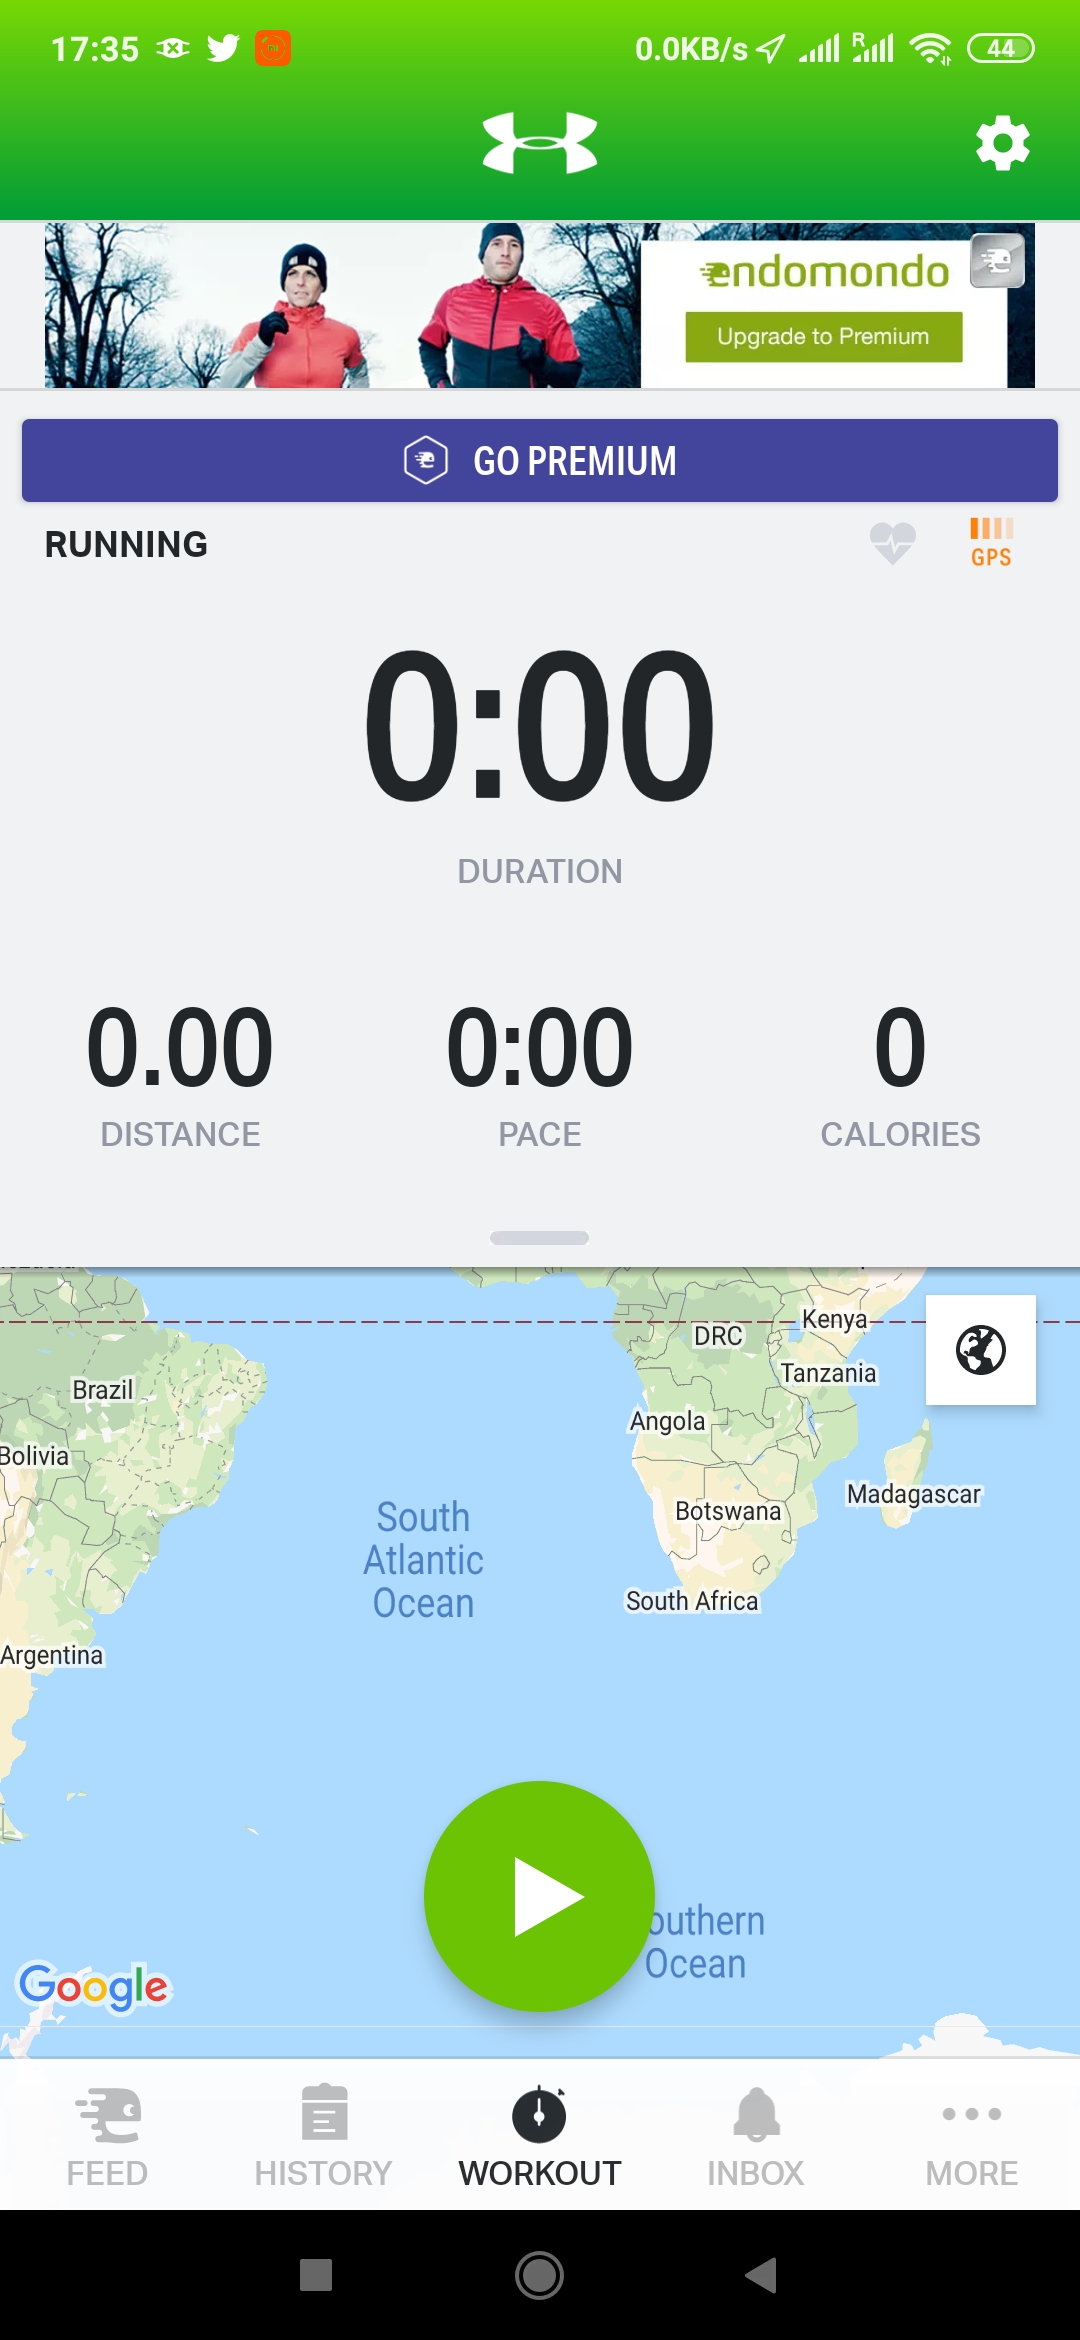 17:35
0.0KB/s
R
44
endomondo
Upgrade to Premium
GO PREMIUM
RUNNING
GPS
0:00
DURATION
0.00
0:00
0
DISTANCE
PACE
CALORIES
Kenya
DRC
Tanzania
Brazil
Angola
Bolivia
Madagascar
Botswana
South
Atlantic
Ocean
South Africa
Argentina
outhern
Ocean
Google
FEED
HISTORY
WORKOUT
INBOX
MORE